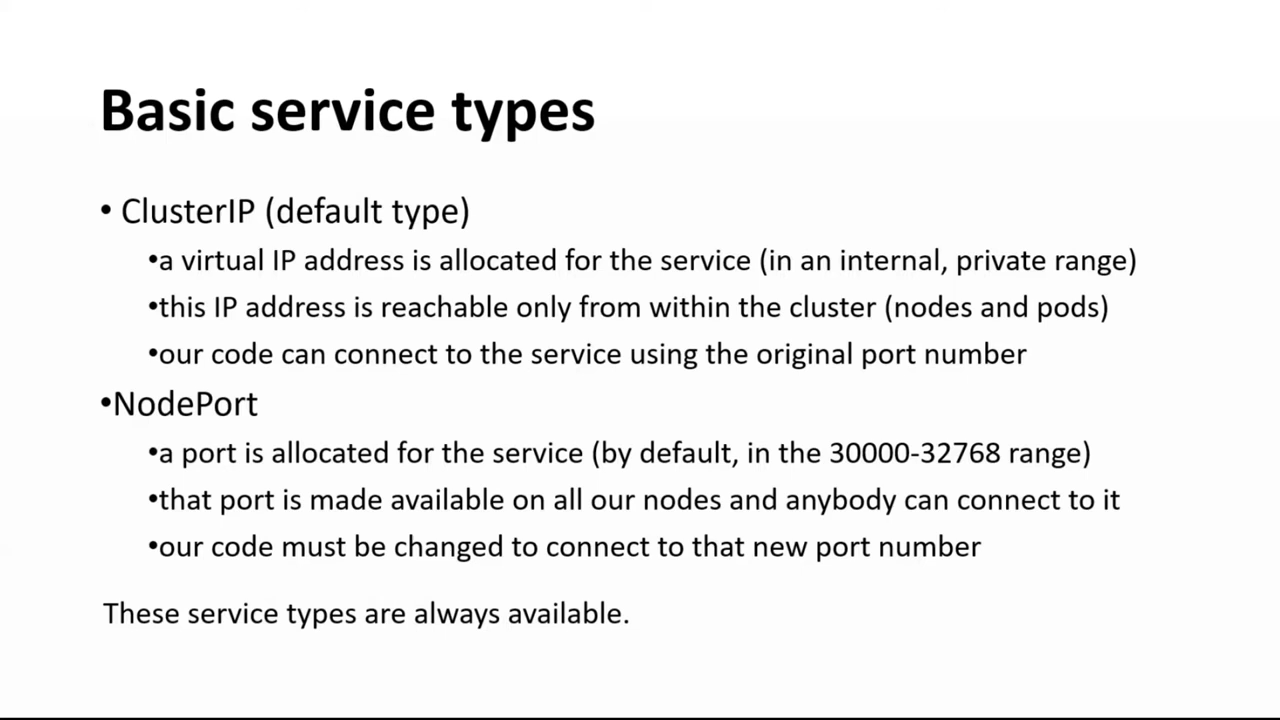 Basic service types
• ClusterIP (default type)
•a virtual IP address is allocated for the service (in an internal, private range)
•this IP address is reachable only from within the cluster (nodes and pods)
•our code can connect to the service using the original port number
•NodePort
•a port is allocated for the service (by default, in the 30000-32768 range)
•that port is made available on all our nodes and anybody can connect to it
•our code must be changed to connect to that new port number
These service types are always available.